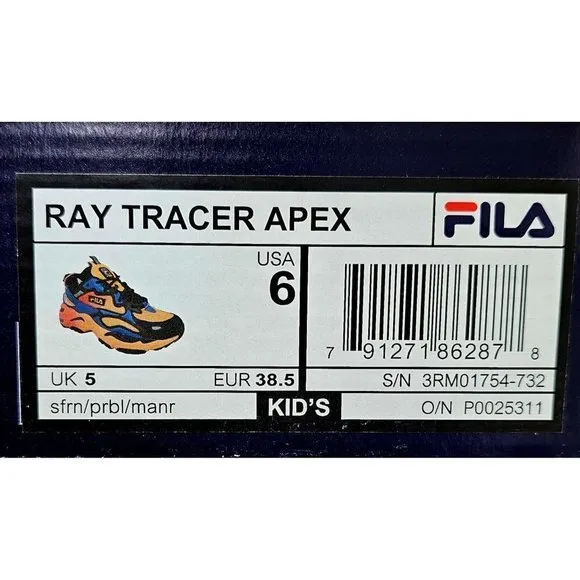 RAY TRACER APEX
FILA
USA
6
FILA
7 91271 86287 8
UK 5 EUR 38.5
S/N 3RM01754-732
sfrn/prbl/manr
KID'S
O/N P0025311